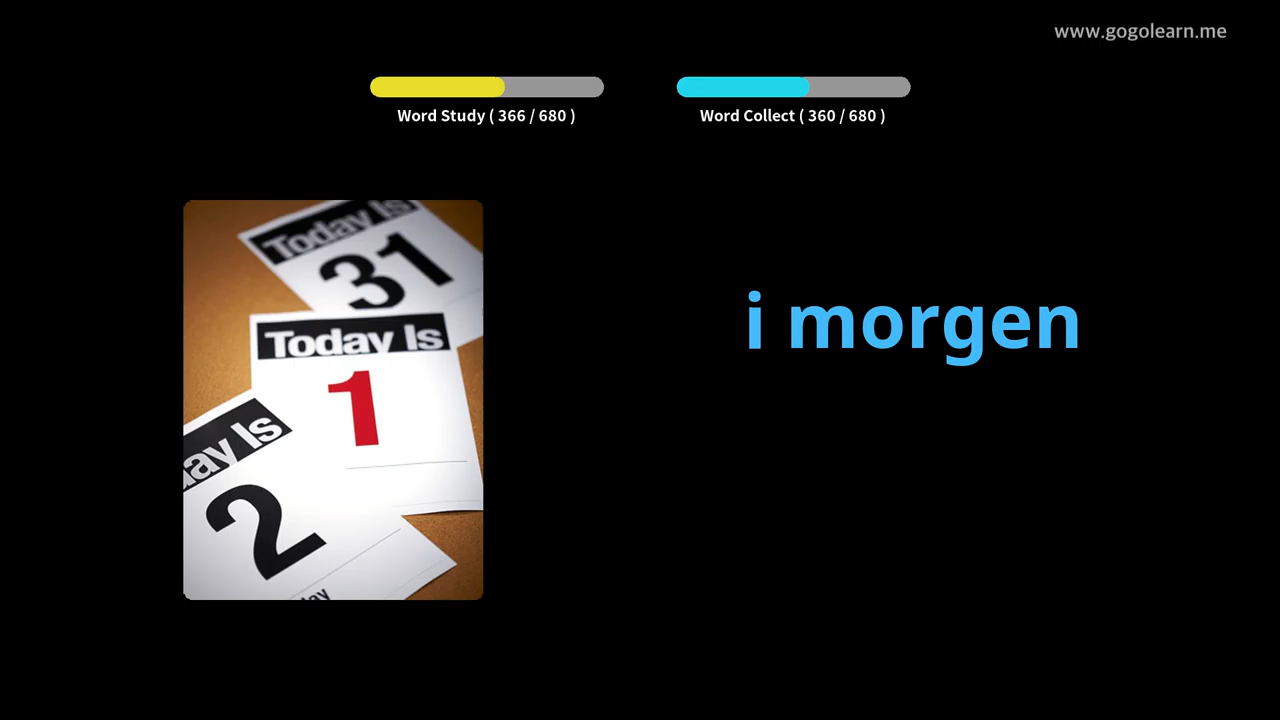 www.gogolearn.me
Word Study ( 366 / 680 )
Word Collect ( 360 / 680 )
Today Is
31
Today Is
1
ay Is
2
i morgen